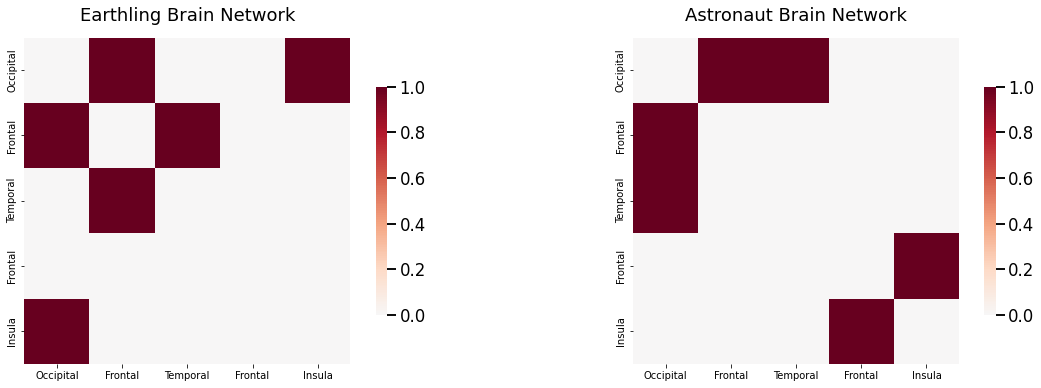 Earthling Brain Network
Occipital
Frontal
Temporal
Frontal
Insula
Occipital Frontal Temporal Frontal Insula
1.0
0.8
0.6
0.4
0.2
0.0
Astronaut Brain Network
Occipital
Frontal
Temporal
Frontal
Insula
Occipital Frontal Temporal Frontal Insula
1.0
0.8
0.6
0.4
0.2
0.0